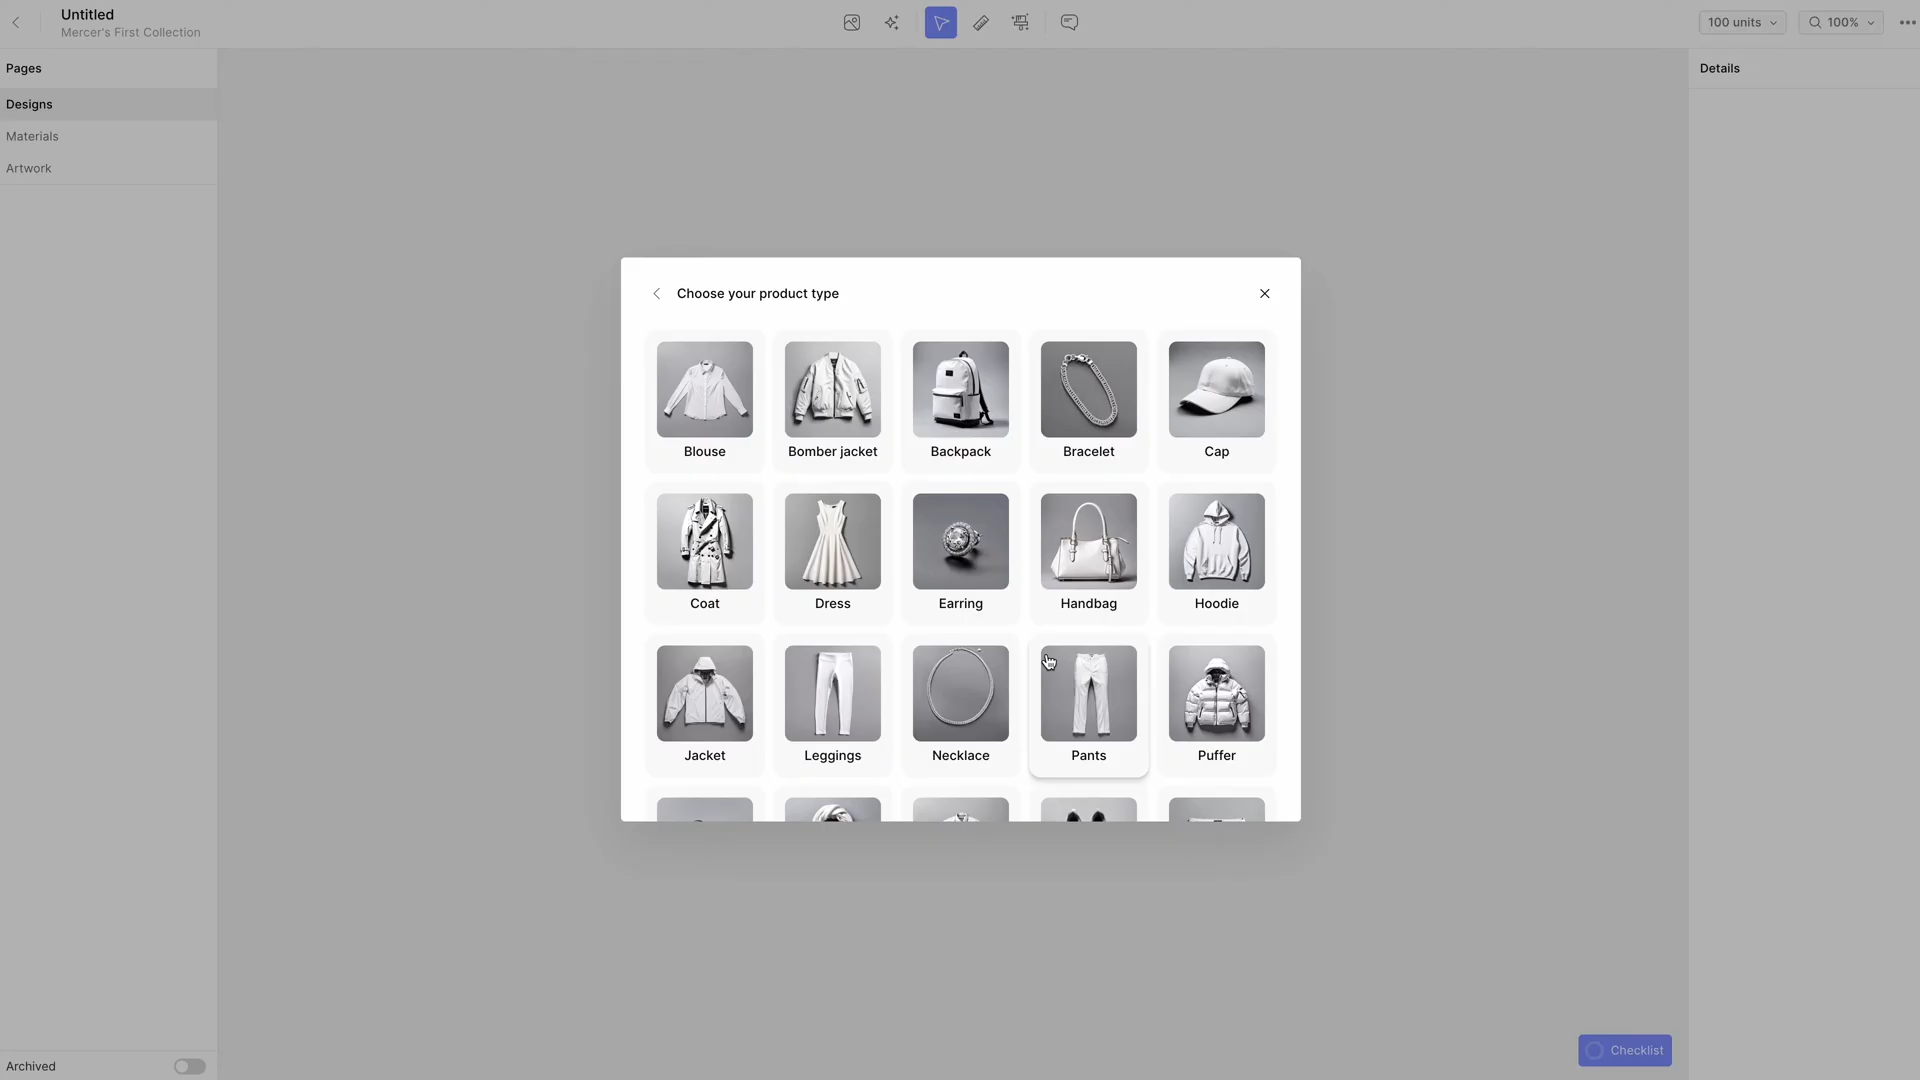 Untitled
Mercer's First Collection
100 units
100%
Pages
Details
Designs
Materials
Artwork
Choose your product type
Blouse
Bomber jacket
Backpack
Bracelet
Cap
Coat
Dress
Earring
Handbag
Hoodie
Jacket
Leggings
Necklace
Pants
Puffer
Checklist
Archived